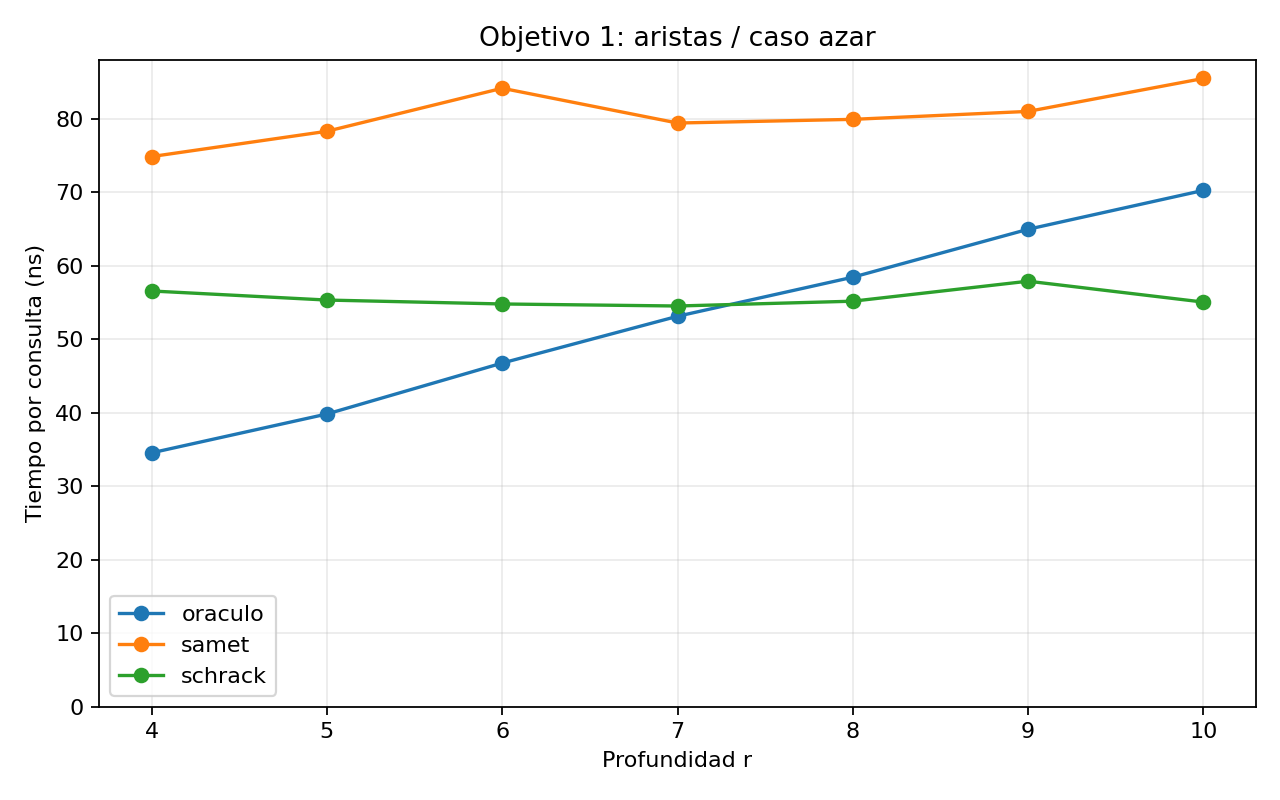 Objetivo 1: aristas / caso azar
Tiempo por consulta (ns)
80
70
60
50
40
30
20
10
0
oraculo
samet
schrack
4 5 6 7 8 9 10
Profundidad r